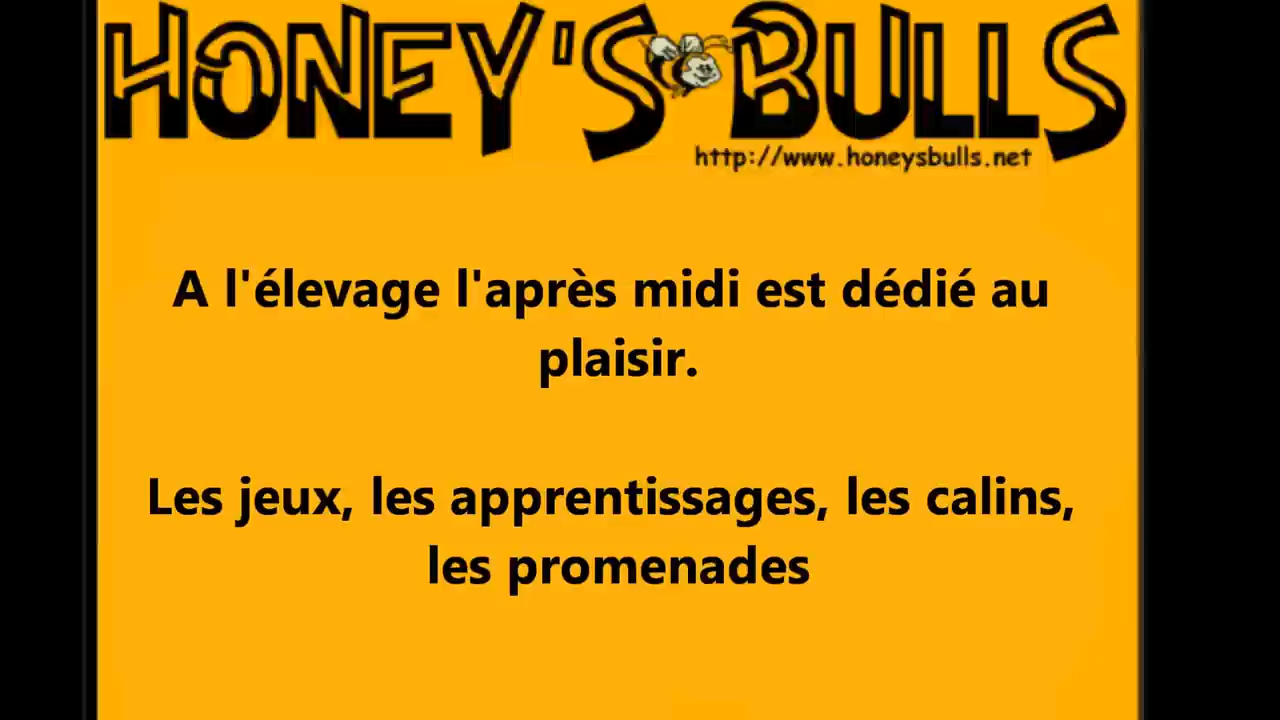 HONEY'S BULLS
http://www.honeysbulls.net
A l'élevage l'après midi est dédié au
plaisir.
Les jeux, les apprentissages, les calins,
les promenades